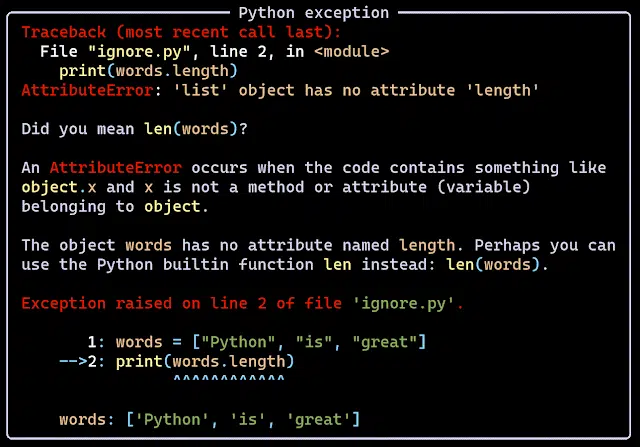 Python exception
Traceback (most recent call last):
File "ignore.py", line 2, in <module>
print(words.length)
AttributeError: 'list' object has no attribute 'length'
Did you mean len(words)?
An AttributeError occurs when the code contains something like
object.x and x is not a method or attribute (variable)
belonging to object.
The object words has no attribute named length. Perhaps you can
use the Python builtin function len instead: len(words).
Exception raised on line 2 of file 'ignore.py'.
1: words = ["Python", "is", "great"]
-->2: print(words.length)
^^^^^^^^^^^^
words: ['Python', 'is', 'great']